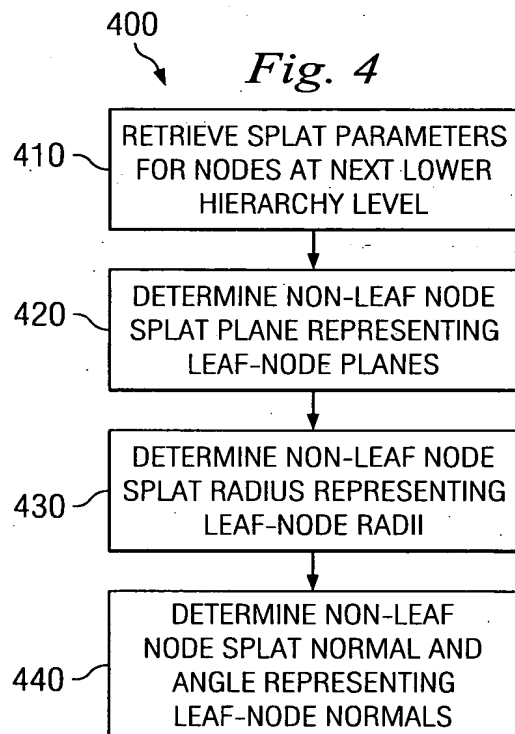 400
Fig. 4
410
RETRIEVE SPLAT PARAMETERS
FOR NODES AT NEXT LOWER
HIERARCHY LEVEL
420
DETERMINE NON-LEAF NODE
SPLAT PLANE REPRESENTING
LEAF-NODE PLANES
430
DETERMINE NON-LEAF NODE
SPLAT RADIUS REPRESENTING
LEAF-NODE RADII
440
DETERMINE NON-LEAF
NODE SPLAT NORMAL AND
ANGLE REPRESENTING
LEAF-NODE NORMALS